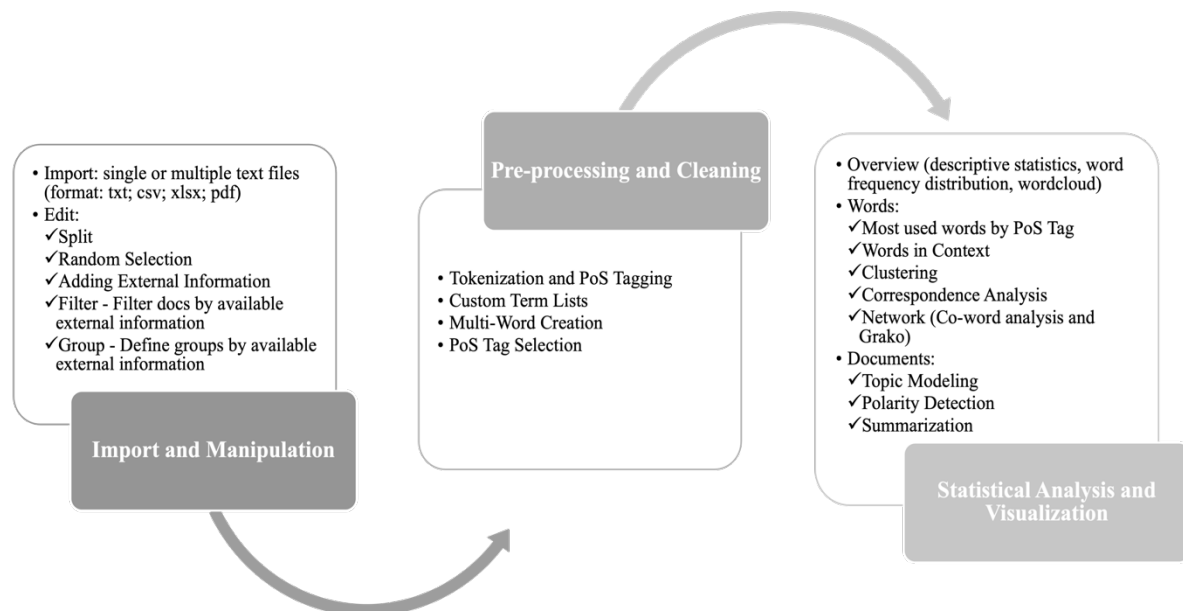 • Import: single or multiple text files
(format: txt; csv; xlsx; pdf)
• Edit:
✓Split
✓Random Selection
✓Adding External Information
✓Filter - Filter docs by available
external information
✓Group - Define groups by available
external information
Import and Manipulation
Pre-processing and Cleaning
• Tokenization and PoS Tagging
• Custom Term Lists
• Multi-Word Creation
• PoS Tag Selection
• Overview (descriptive statistics, word
frequency distribution, wordcloud)
• Words:
✓Most used words by PoS Tag
✓Words in Context
✓Clustering
✓Correspondence Analysis
✓Network (Co-word analysis and
Grako)
• Documents:
✓Topic Modeling
✓Polarity Detection
✓Summarization
Statistical Analysis and
Visualization